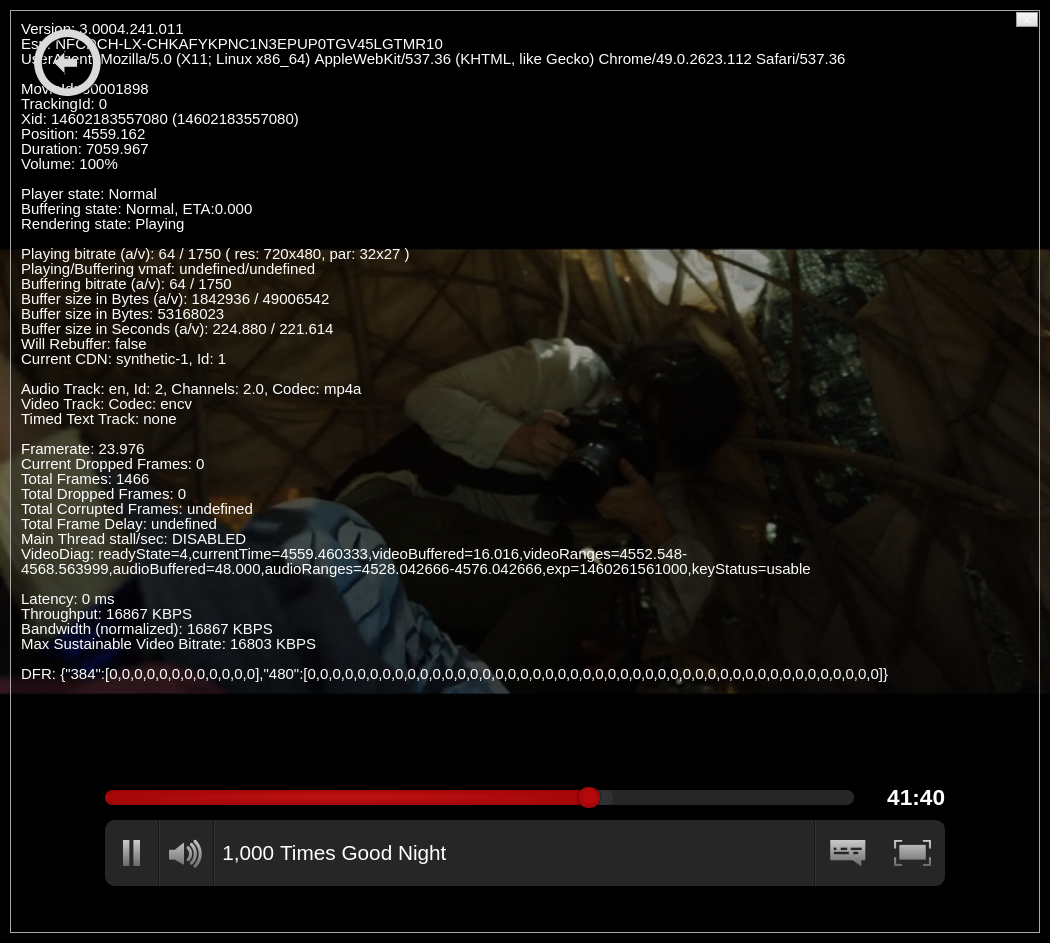 Version: 3.0004.241.011
Esn: NFCDCH-LX-CHKAFYKPNC1N3EPUP0TGV45LGTMR10
UserAgent: Mozilla/5.0 (X11; Linux x86_64) AppleWebKit/537.36 (KHTML, like Gecko) Chrome/49.0.2623.112 Safari/537.36
MovieId: 80001898
TrackingId: 0
Xid: 14602183557080 (14602183557080)
Position: 4559.162
Duration: 7059.967
Volume: 100%
Player state: Normal
Buffering state: Normal, ETA:0.000
Rendering state: Playing
Playing bitrate (a/v): 64 / 1750 ( res: 720x480, par: 32x27 )
Playing/Buffering vmaf: undefined/undefined
Buffering bitrate (a/v): 64 / 1750
Buffer size in Bytes (a/v): 1842936 / 49006542
Buffer size in Bytes: 53168023
Buffer size in Seconds (a/v): 224.880 / 221.614
Will Rebuffer: false
Current CDN: synthetic-1, Id: 1
Audio Track: en, Id: 2, Channels: 2.0, Codec: mp4a
Video Track: Codec: encv
Timed Text Track: none
Framerate: 23.976
Current Dropped Frames: 0
Total Frames: 1466
Total Dropped Frames: 0
Total Corrupted Frames: undefined
Total Frame Delay: undefined
Main Thread stall/sec: DISABLED
VideoDiag: readyState=4,currentTime=4559.460333,videoBuffered=16.016,videoRanges=4552.548-
4568.563999,audioBuffered=48.000,audioRanges=4528.042666-4576.042666,exp=1460261561000,keyStatus=usable
Latency: 0 ms
Throughput: 16867 KBPS
Bandwidth (normalized): 16867 KBPS
Max Sustainable Video Bitrate: 16803 KBPS
DFR: {"384":[0,0,0,0,0,0,0,0,0,0,0,0],"480":[0,0,0,0,0,0,0,0,0,0,0,0,0,0,0,0,0,0,0,0,0,0,0,0,0,0,0,0,0,0,0,0,0,0,0,0,0,0,0,0,0,0,0,0,0,0]}
41:40
1,000 Times Good Night